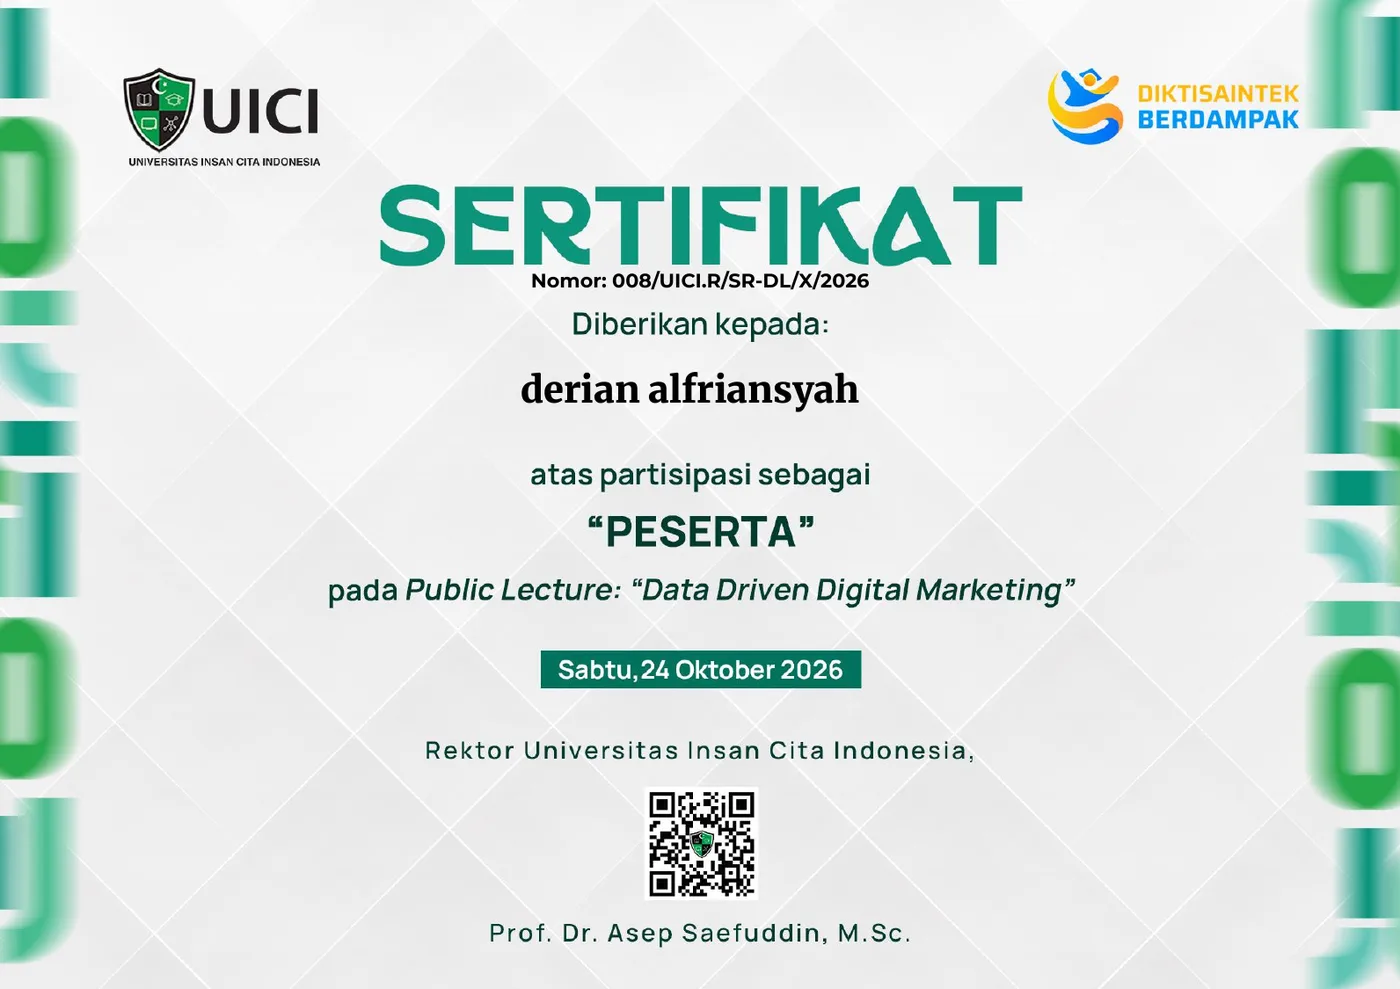 UICI
UNIVERSITAS INSAN CITA INDONESIA
DIKTISAINTEK
BERDAMPAK
SERTIFIKAT
Nomor: 008/UICI.R/SR-DL/X/2026
Diberikan kepada:
derian alfriansyah
atas partisipasi sebagai
“PESERTA”
pada Public Lecture: “Data Driven Digital Marketing”
Sabtu,24 Oktober 2026
Rektor Universitas Insan Cita Indonesia,
Prof. Dr. Asep Saefuddin, M.Sc.